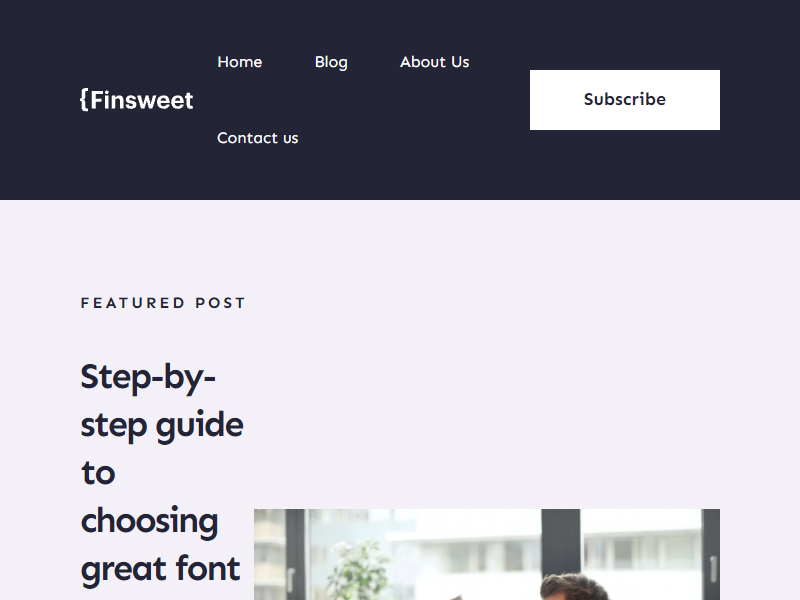 {Finsweet
Home
Blog
About Us
Contact us
Subscribe
FEATURED POST
Step-by-
step guide
to
choosing
great font